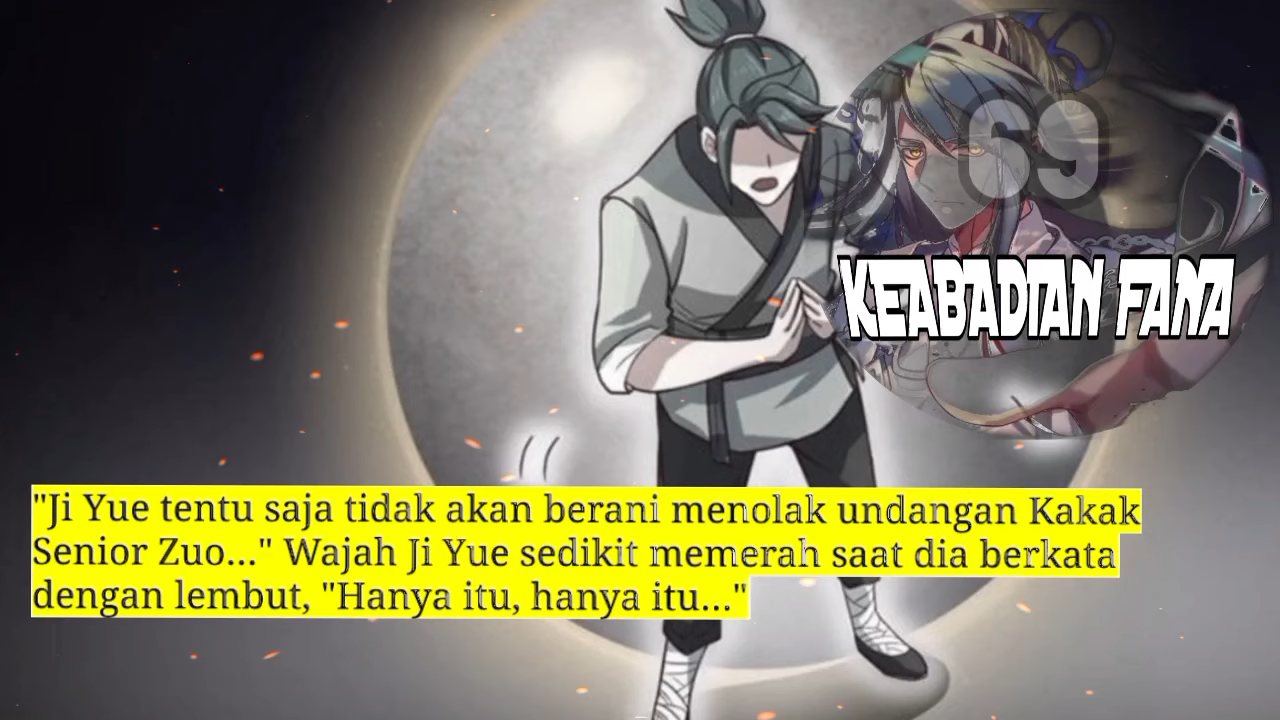 69
KEABADIAN FANA
"Ji Yue tentu saja tidak akan berani menolak undangan Kakak
Senior Zuo..." Wajah Ji Yue sedikit memerah saat dia berkata
dengan lembut, "Hanya itu, hanya itu..."